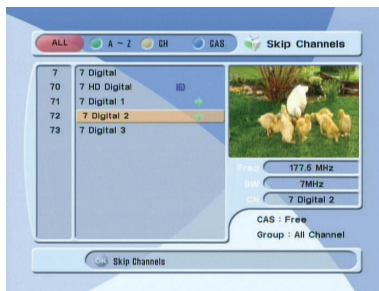 ALL A ~ Z CH CAS Skip Channels
7 7 Digital
70 7 HD Digital HD
71 7 Digital 1
72 7 Digital 2
73 7 Digital 3
Freq 177.5 MHz
BW 7MHz
CH 7 Digital 2
CAS : Free
Group : All Channel
OK Skip Channels